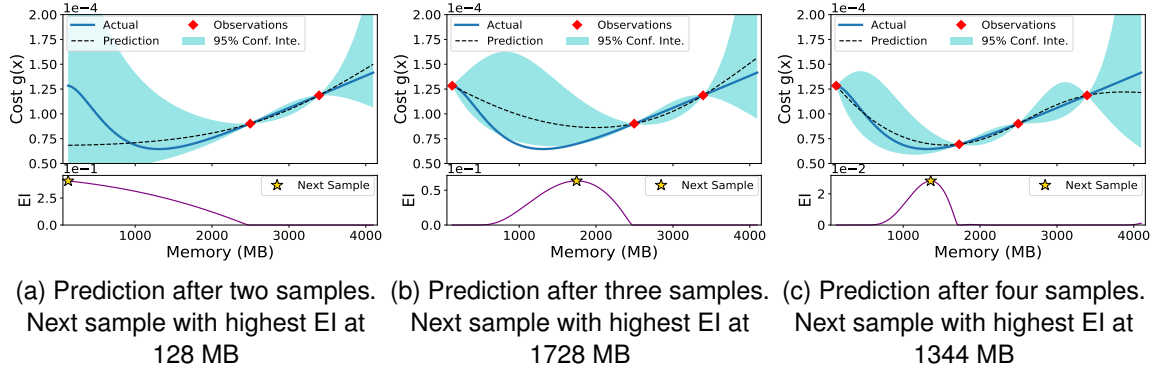 1e−4
2.00
1.75
1.50
1.25
1.00
0.75
0.50
Cost g(x)
Actual
Prediction
Observations
95% Conf. Inte.
1e−1
2.5
0.0
EI
Next Sample
1000 2000 3000 4000
Memory (MB)
(a) Prediction after two samples.
Next sample with highest EI at
128 MB
1e−4
2.00
1.75
1.50
1.25
1.00
0.75
0.50
Cost g(x)
Actual
Prediction
Observations
95% Conf. Inte.
1e−1
0.5
0.0
EI
Next Sample
1000 2000 3000 4000
Memory (MB)
(b) Prediction after three samples.
Next sample with highest EI at
1728 MB
1e−4
2.00
1.75
1.50
1.25
1.00
0.75
0.50
Cost g(x)
Actual
Prediction
Observations
95% Conf. Inte.
1e−2
2
0
EI
Next Sample
1000 2000 3000 4000
Memory (MB)
(c) Prediction after four samples.
Next sample with highest EI at
1344 MB